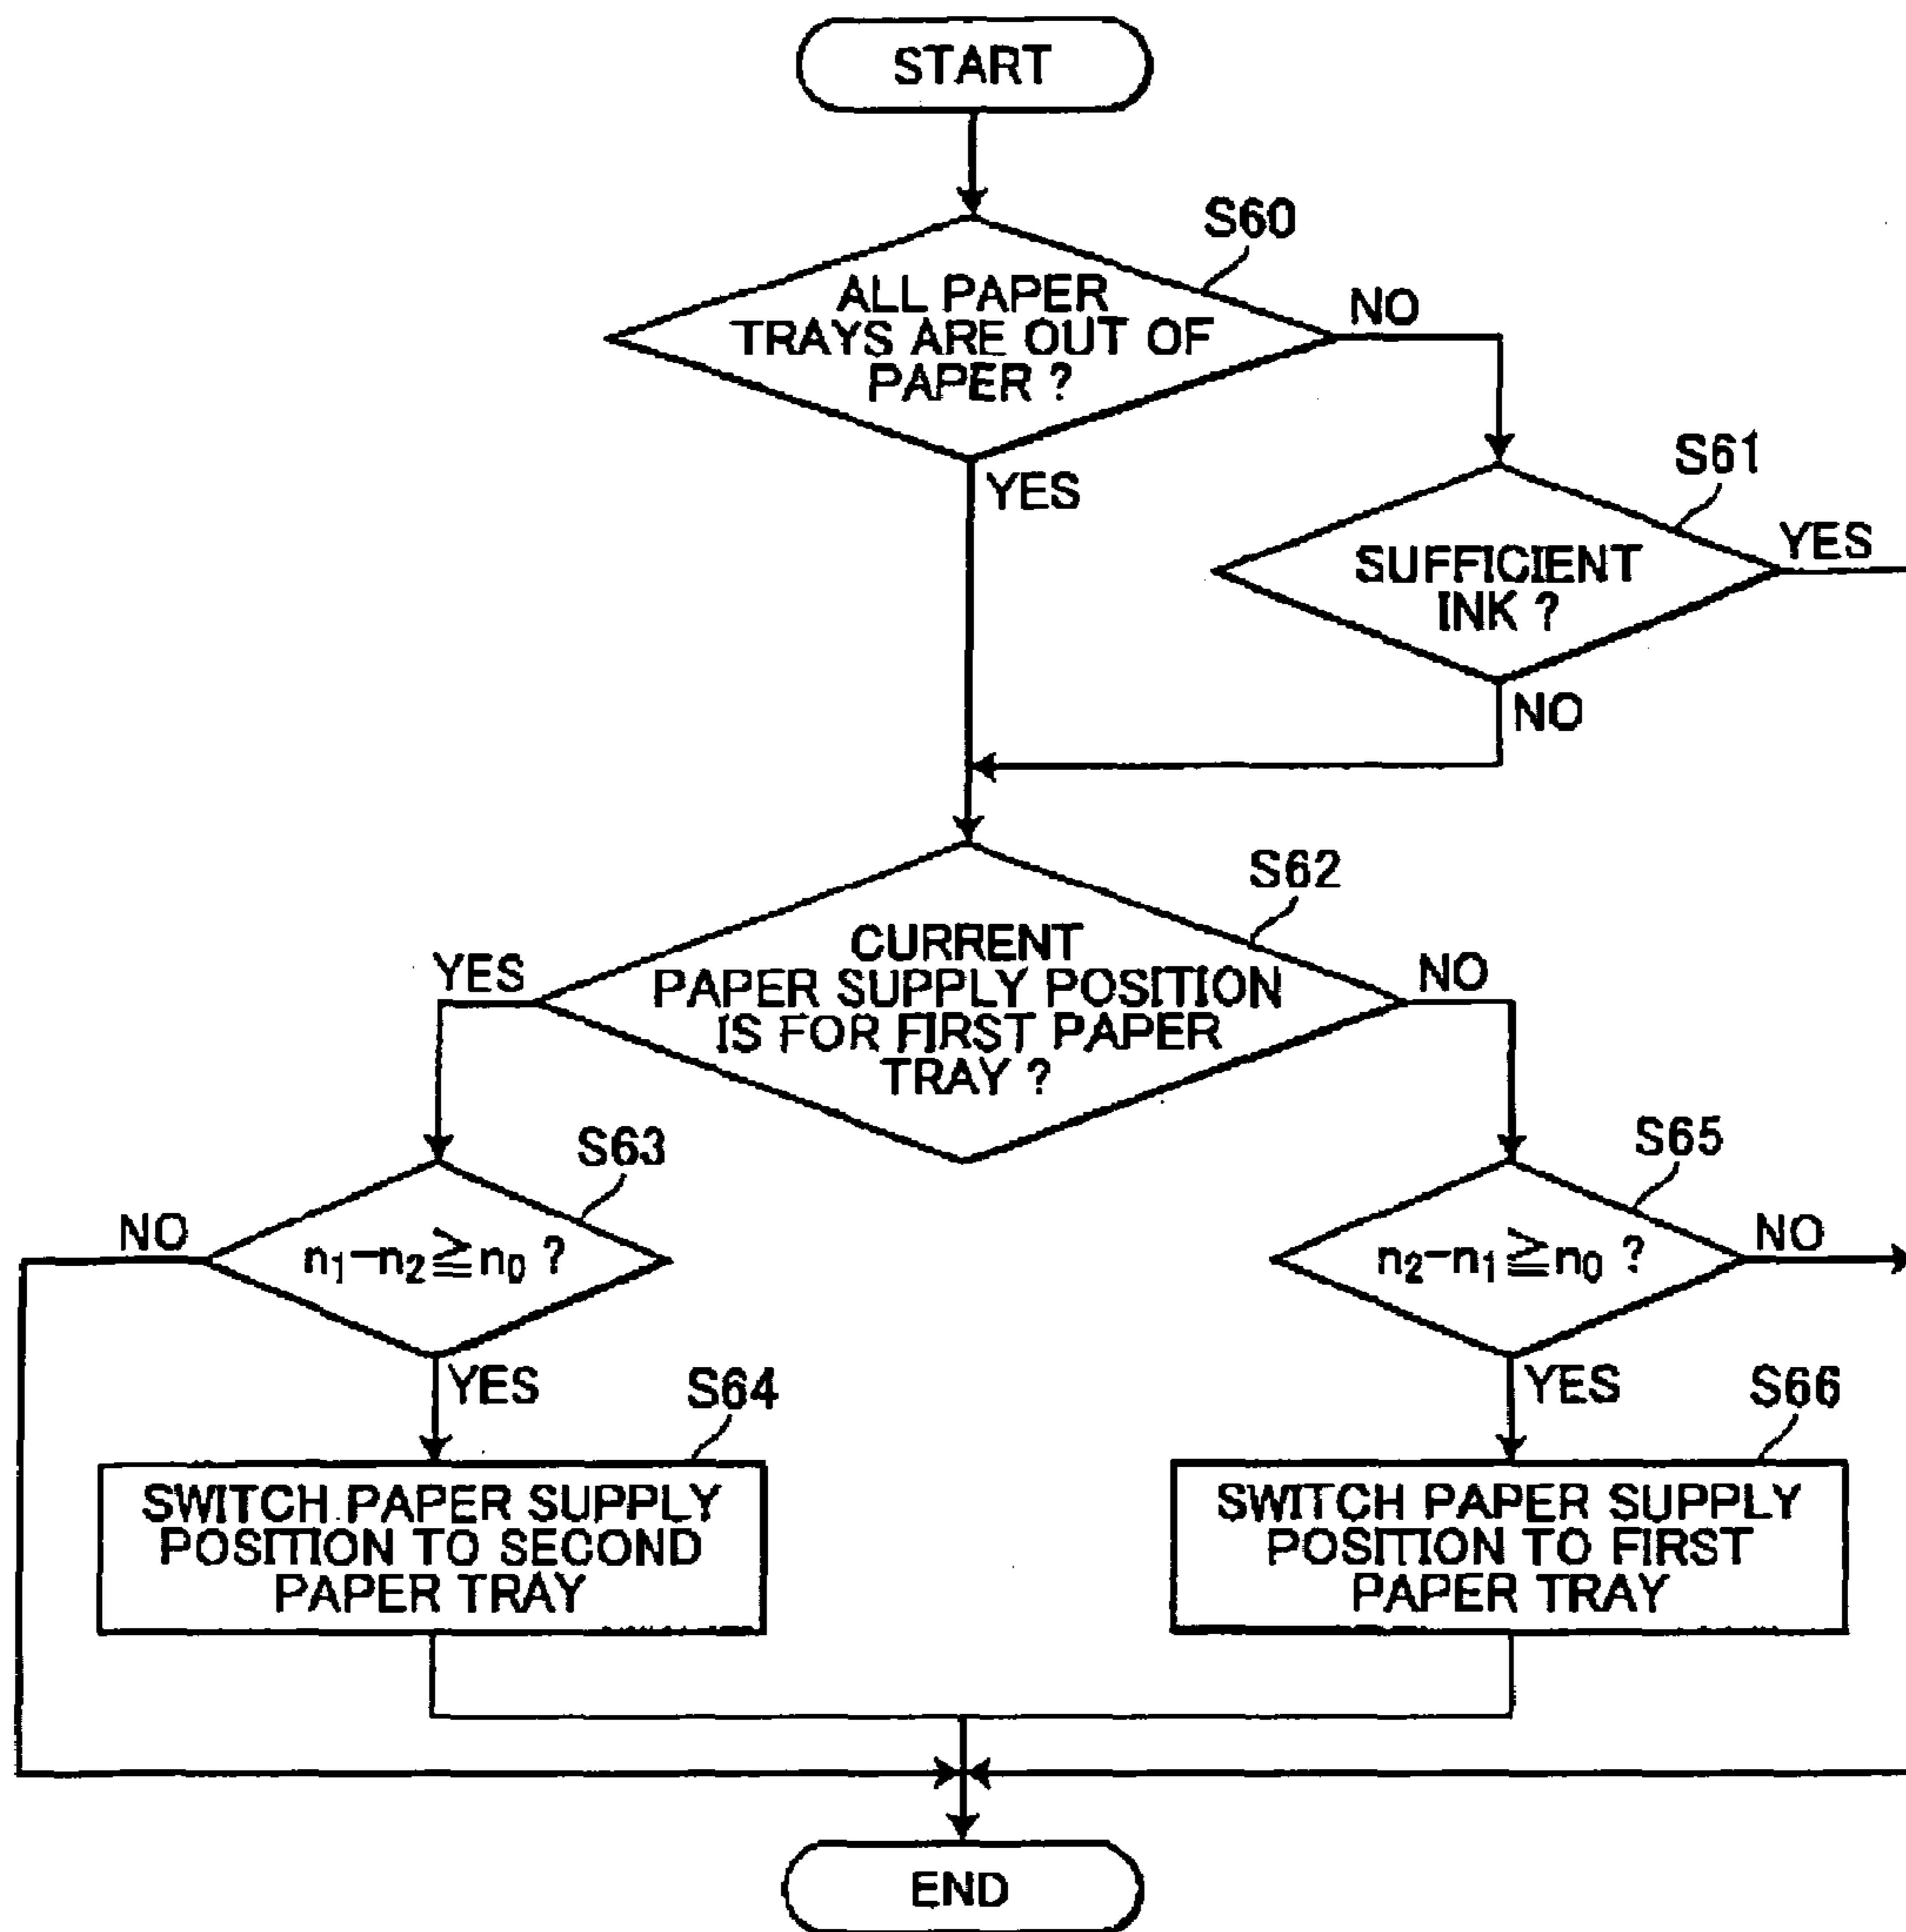 START
S60
ALL PAPER
TRAYS ARE OUT OF
PAPER ?
NO
YES
S61
SUFFICIENT
INK ?
YES
NO
S62
CURRENT
PAPER SUPPLY POSITION
IS FOR FIRST PAPER
TRAY ?
YES
NO
S63
n₁-n₂≧n₀ ?
NO
YES
S65
n₂-n₁≧n₀ ?
NO
YES
S64
SWITCH PAPER SUPPLY
POSITION TO SECOND
PAPER TRAY
S66
SWITCH PAPER SUPPLY
POSITION TO FIRST
PAPER TRAY
END